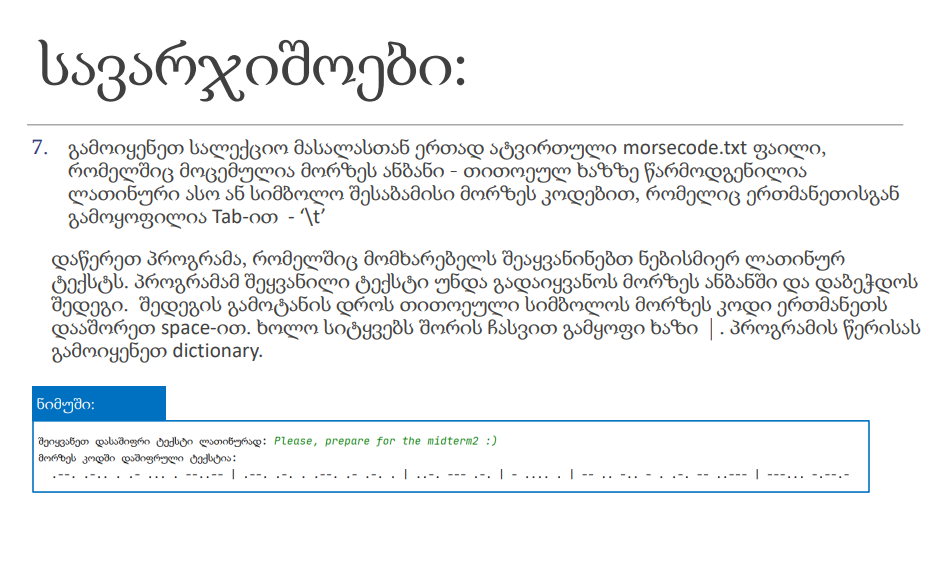 სავარჯიშოები:
7. გამოიყენეთ სალექციო მასალასთან ერთად ატვირთული morsecode.txt ფაილი,
რომელშიც მოცემულია მორზეს ანბანი - თითოეულ ხაზზე წარმოდგენილია
ლათინური ასო ან სიმბოლო შესაბამისი მორზეს კოდებით, რომელიც ერთმანეთისგან
გამოყოფილია Tab-ით - ‘\t’
დაწერეთ პროგრამა, რომელშიც მომხარებელს შეაყვანინებთ ნებისმიერ ლათინურ
ტექსტს. პროგრამამ შეყვანილი ტექსტი უნდა გადაიყვანოს მორზეს ანბანში და დაბეჭდოს
შედეგი. შედეგის გამოტანის დროს თითოეული სიმბოლოს მორზეს კოდი ერთმანეთს
დააშორეთ space-ით. ხოლო სიტყვებს შორის ჩასვით გამყოფი ხაზი | . პროგრამის წერისას
გამოიყენეთ dictionary.
ნიმუში:
შეიყვანეთ დასაშიფრი ტექსტი ლათინურად: Please, prepare for the midterm2 :)
მორზეს კოდში დაშიფრული ტექსტია:
.--. .-.. . .- ... . --..-- | .--. .-. . .--. .- .-. . | ..-. --- .-. | - .... . | -- .. -.. - . .-. -- ..--- | ---... -.--.-